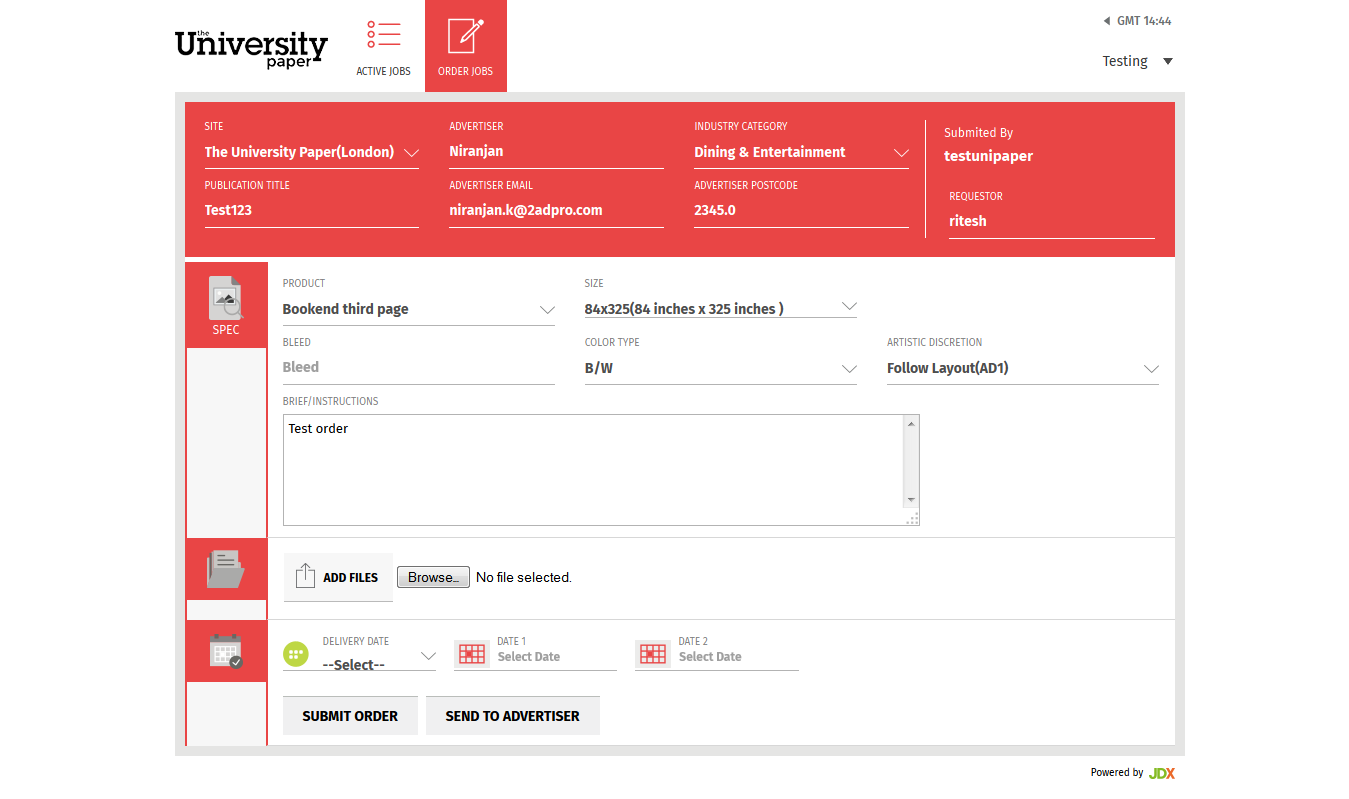 the
University
paper
ACTIVE JOBS
ORDER JOBS
GMT 14:44
Testing
SITE
The University Paper(London)
ADVERTISER
Niranjan
INDUSTRY CATEGORY
Dining & Entertainment
Submited By
testunipaper
PUBLICATION TITLE
Test123
ADVERTISER EMAIL
niranjan.k@2adpro.com
ADVERTISER POSTCODE
2345.0
REQUESTOR
ritesh
SPEC
PRODUCT
Bookend third page
SIZE
84x325(84 inches x 325 inches )
BLEED
Bleed
COLOR TYPE
B/W
ARTISTIC DISCRETION
Follow Layout(AD1)
BRIEF/INSTRUCTIONS
Test order
ADD FILES
Browse... No file selected.
DELIVERY DATE
--Select--
DATE 1
Select Date
DATE 2
Select Date
SUBMIT ORDER
SEND TO ADVERTISER
Powered by JDX